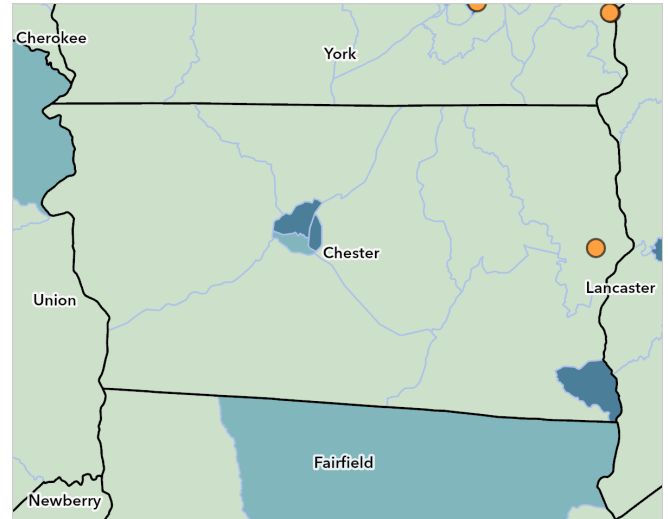 Cherokee
York
Chester
Lancaster
Union
Fairfield
Newberry